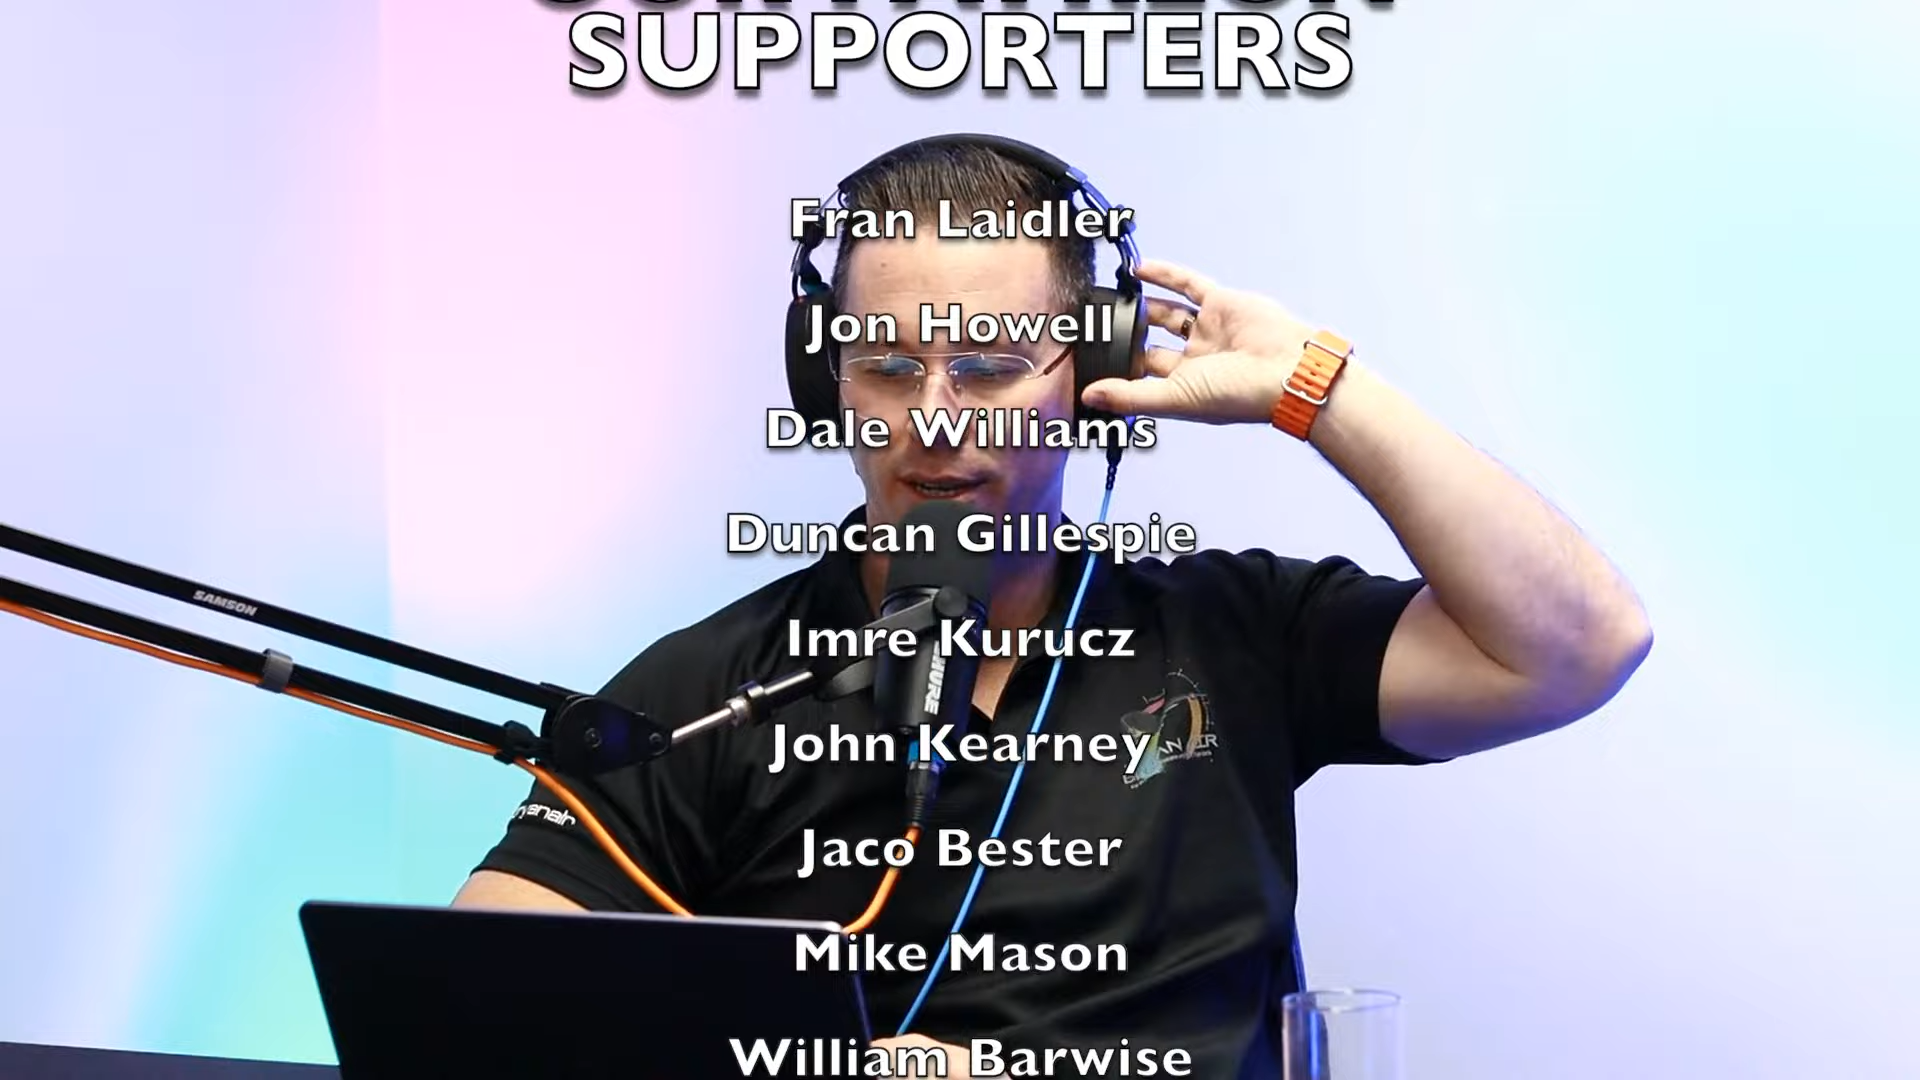 SUPPORTERS
Fran Laidler
Jon Howell
Dale Williams
Duncan Gillespie
Imre Kurucz
John Kearney
Jaco Bester
Mike Mason
William Barwise
SAMSON